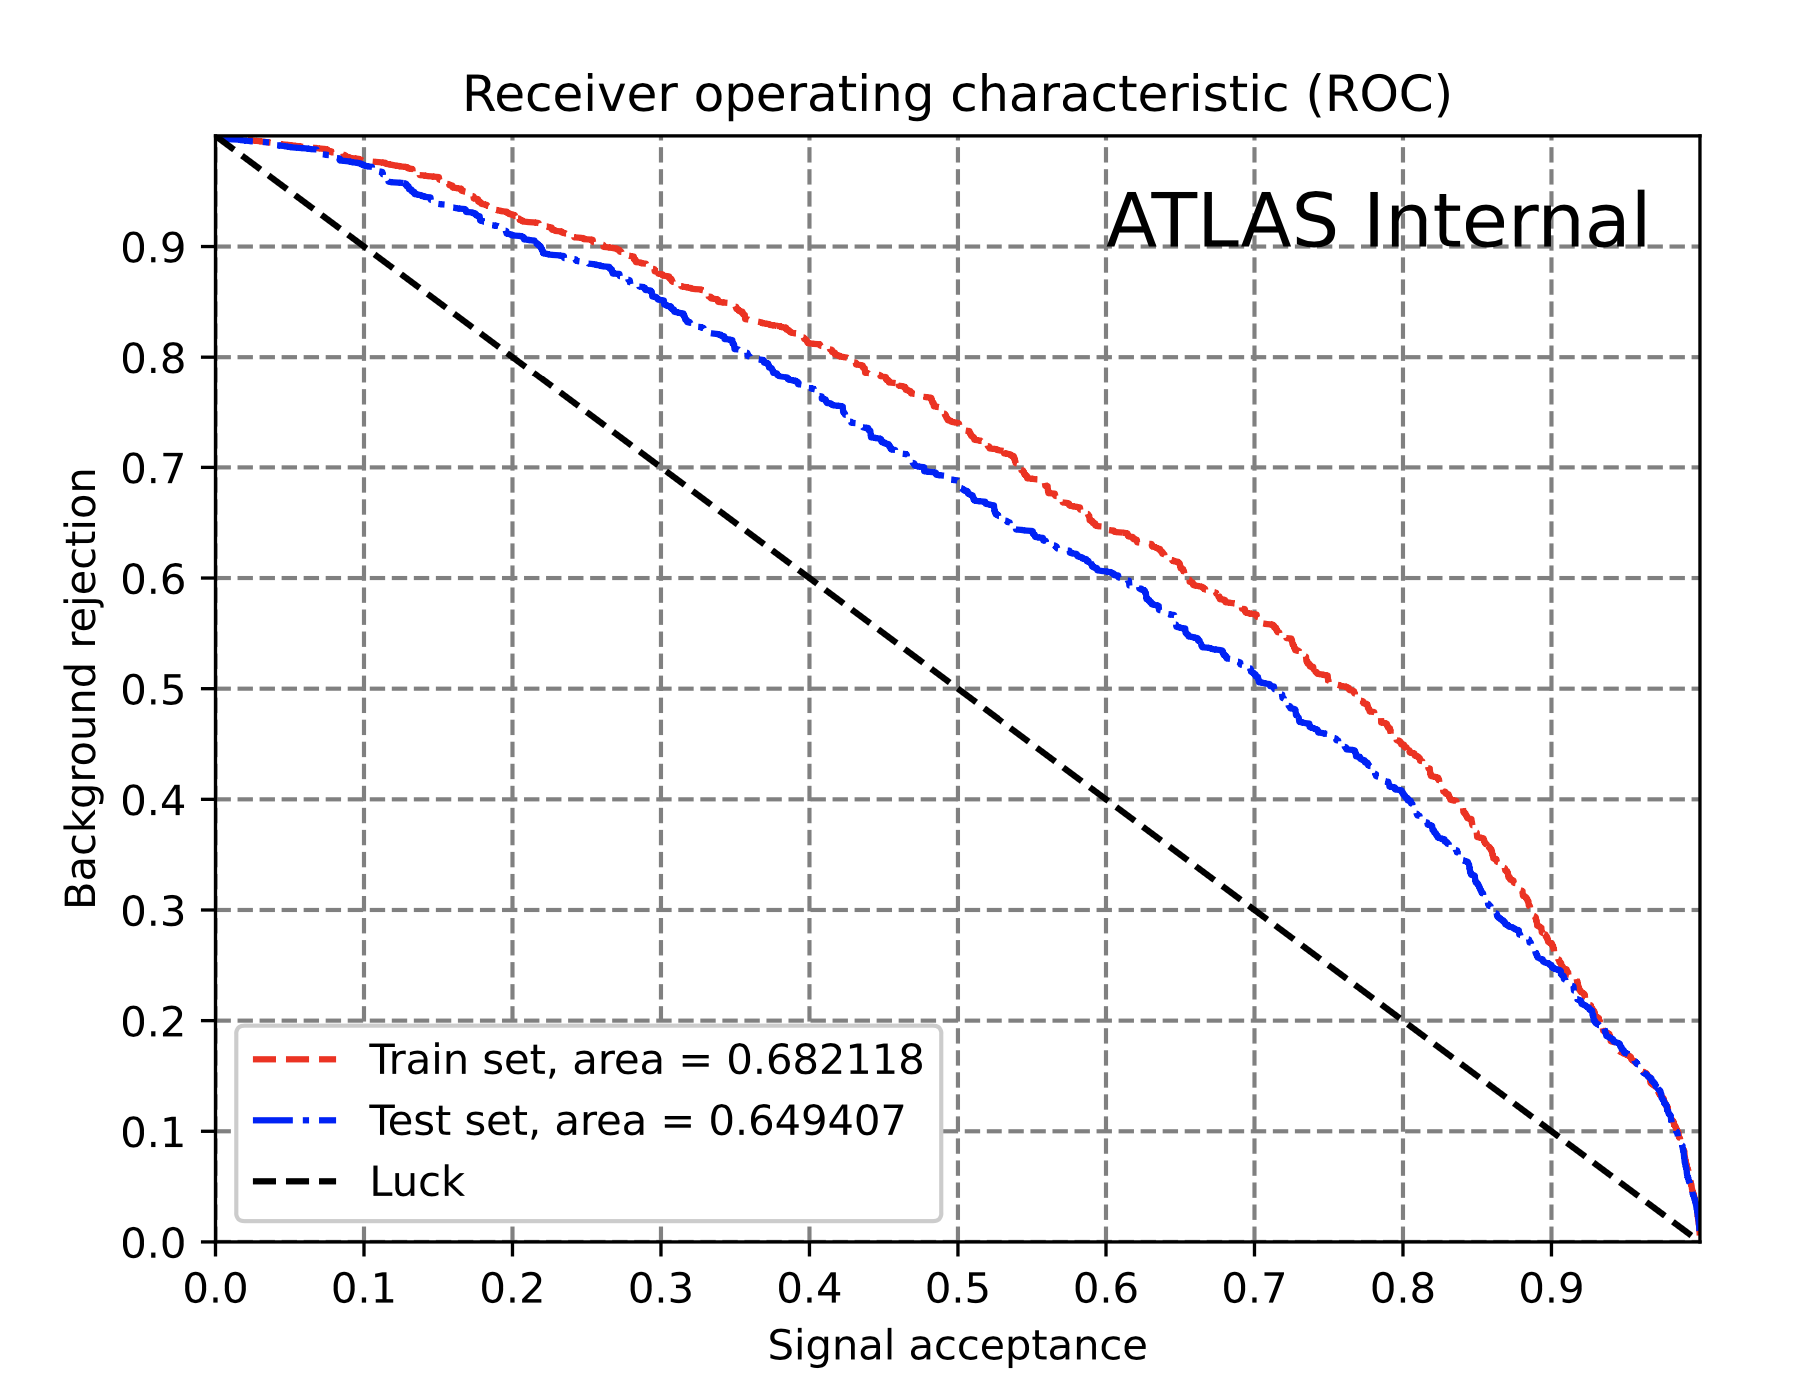 Receiver operating characteristic (ROC)
ATLAS Internal
Background rejection
0.9
0.8
0.7
0.6
0.5
0.4
0.3
0.2
0.1
0.0
Train set, area = 0.682118
Test set, area = 0.649407
Luck
0.0 0.1 0.2 0.3 0.4 0.5 0.6 0.7 0.8 0.9
Signal acceptance